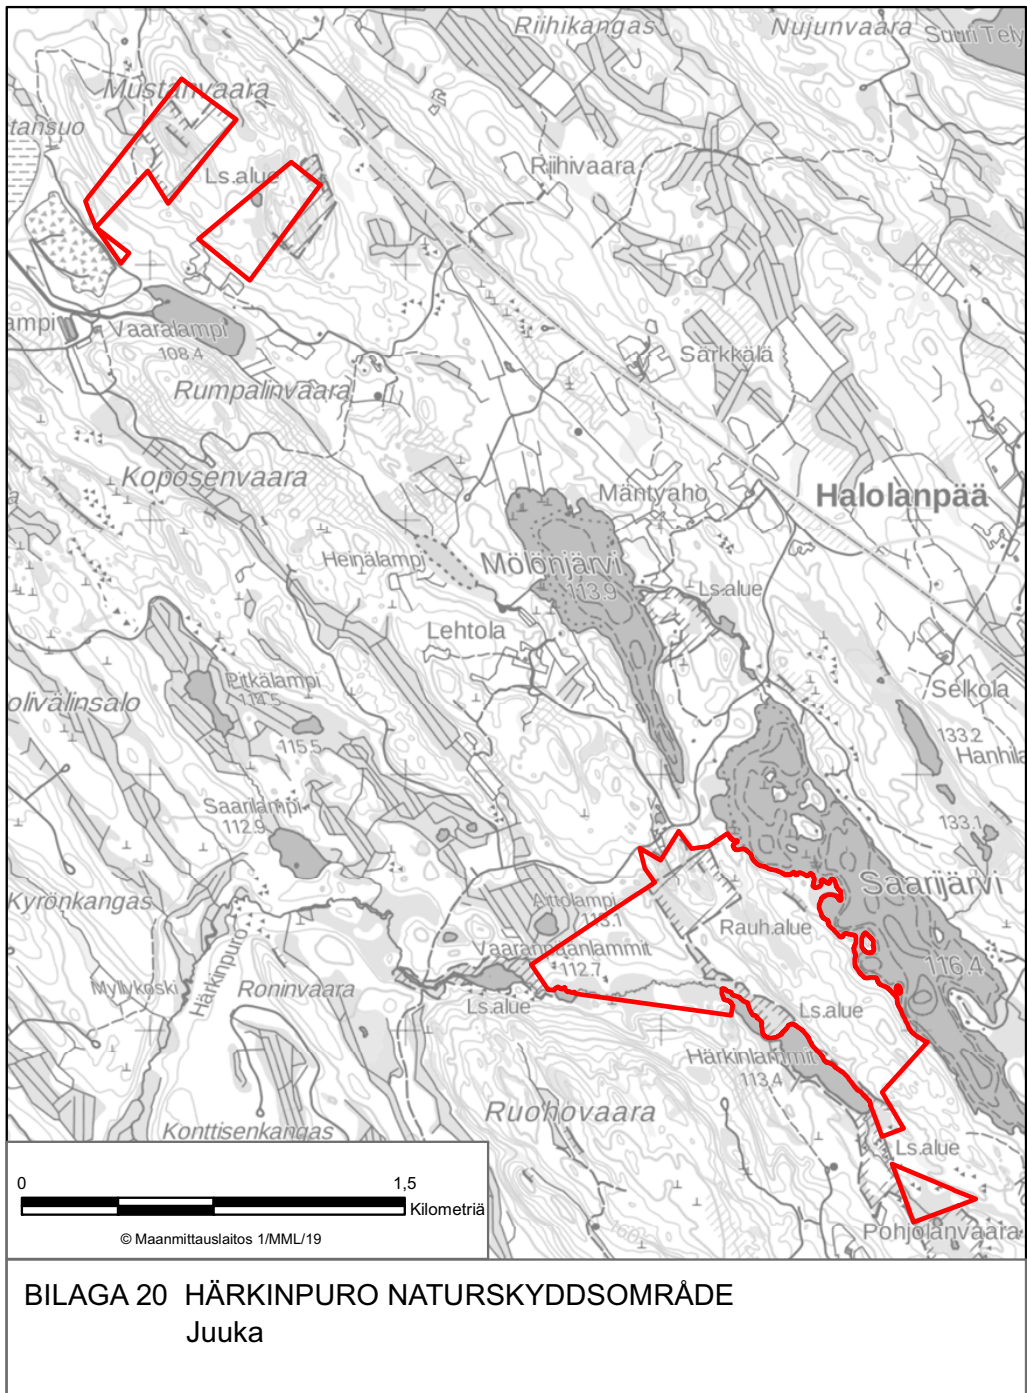 Riihikangas
Nujunvaara
Suuri Tely
Mustanvaara
tansuo
Ls.alue
Riihivaara
ampi
Vaaralampi
108.4
Särkkälä
Rumpalinvaara
Koposenvaara
Mäntyaho
Halolanpää
Heinälampi
Mölönjärvi
113.9
Ls.alue
Lehtola
Pitkälampi
114.5
Selkola
olivälinsalo
115.5
133.2
Hanhila
Saarilampi
112.9
133.1
Saarijärvi
Kyrönkangas
Aittolampi
113.1
Rauh.alue
Vaaranpäänlammit
112.7
116.4
Myllykoski
Härkinpuro
Roninvaara
Ls.alue
Ls.alue
Härkinlammit
113.4
Ruohovaara
Konttisenkangas
Ls.alue
Pohjolanvaara
0 1,5
Kilometriä
© Maanmittauslaitos 1/MML/19
BILAGA 20 HÄRKINPURO NATURSKYDDSOMRÅDE
Juuka